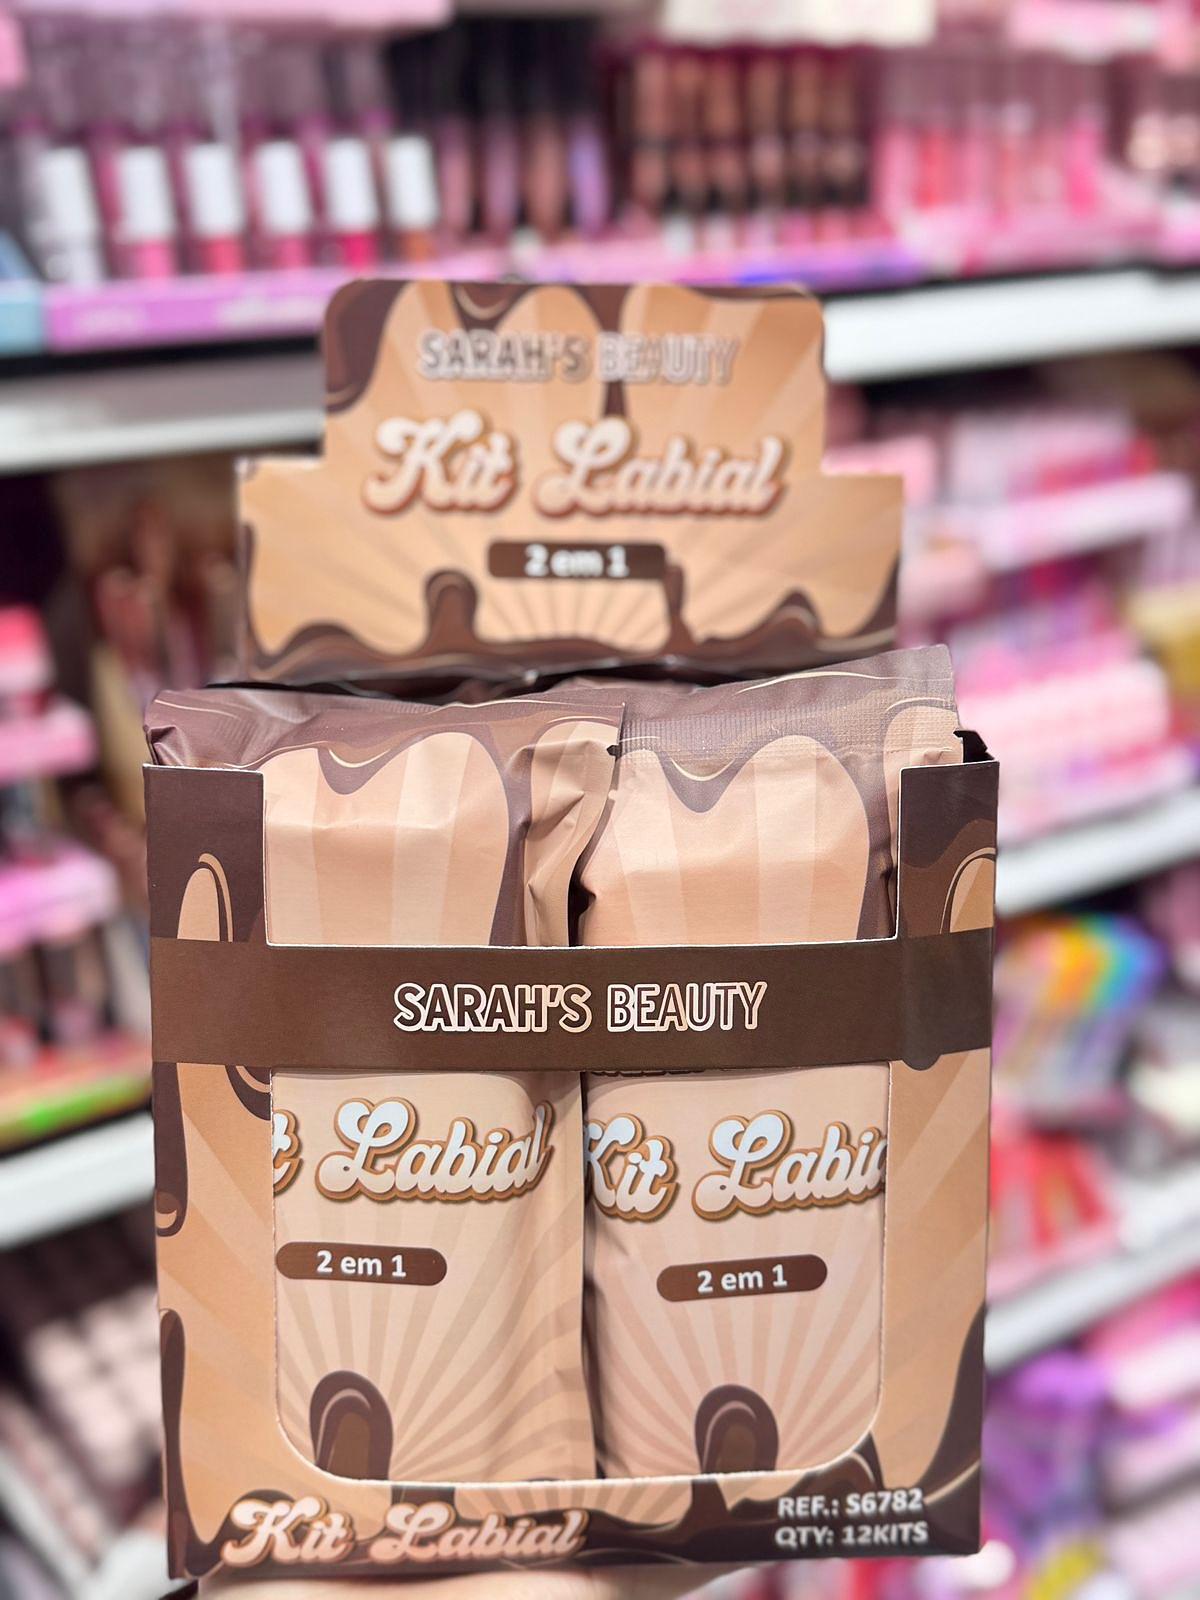 SARAH'S BEAUTY
Kit Labial
2 em 1
SARAH'S BEAUTY
Labial
Kit Labial
2 em 1
2 em 1
Kit Labial
REF.: S6782
QTY: 12KITS